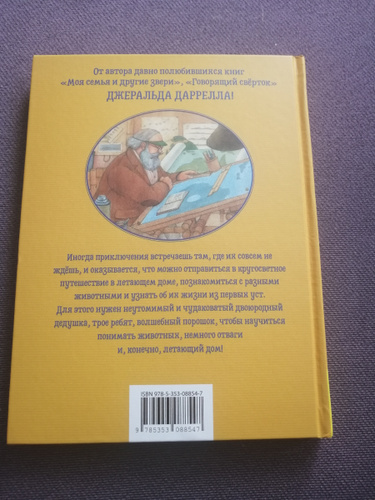 От автора давно полюбившихся книг
«Моя семья и другие звери», «Говорящий свёрток»
ДЖЕРАЛЬДА ДАРРЕЛЛА!
Иногда приключения встречаешь там, где их совсем не
ждёшь, и оказывается, что можно отправиться в кругосветное
путешествие в летающем доме, познакомиться с разными
животными и узнать об их жизни из первых уст.
Для этого нужен неутомимый и чудаковатый двоюродный
дедушка, трое ребят, волшебный порошок, чтобы научиться
понимать животных, немного отваги
и, конечно, летающий дом!
ISBN 978-5-353-08854-7
9 785353 088547